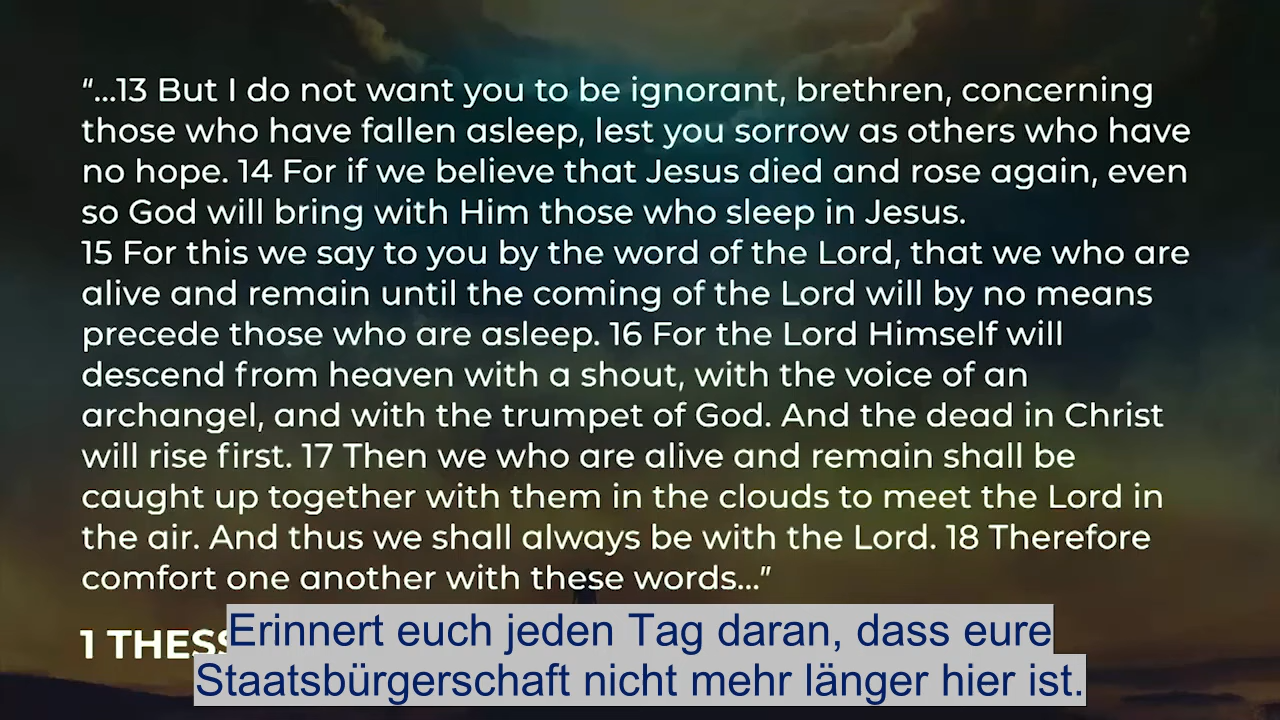 “...13 But I do not want you to be ignorant, brethren, concerning
those who have fallen asleep, lest you sorrow as others who have
no hope. 14 For if we believe that Jesus died and rose again, even
so God will bring with Him those who sleep in Jesus.
15 For this we say to you by the word of the Lord, that we who are
alive and remain until the coming of the Lord will by no means
precede those who are asleep. 16 For the Lord Himself will
descend from heaven with a shout, with the voice of an
archangel, and with the trumpet of God. And the dead in Christ
will rise first. 17 Then we who are alive and remain shall be
caught up together with them in the clouds to meet the Lord in
the air. And thus we shall always be with the Lord. 18 Therefore
comfort one another with these words...”
1 THESS
Erinnert euch jeden Tag daran, dass eure
Staatsbürgerschaft nicht mehr länger hier ist.